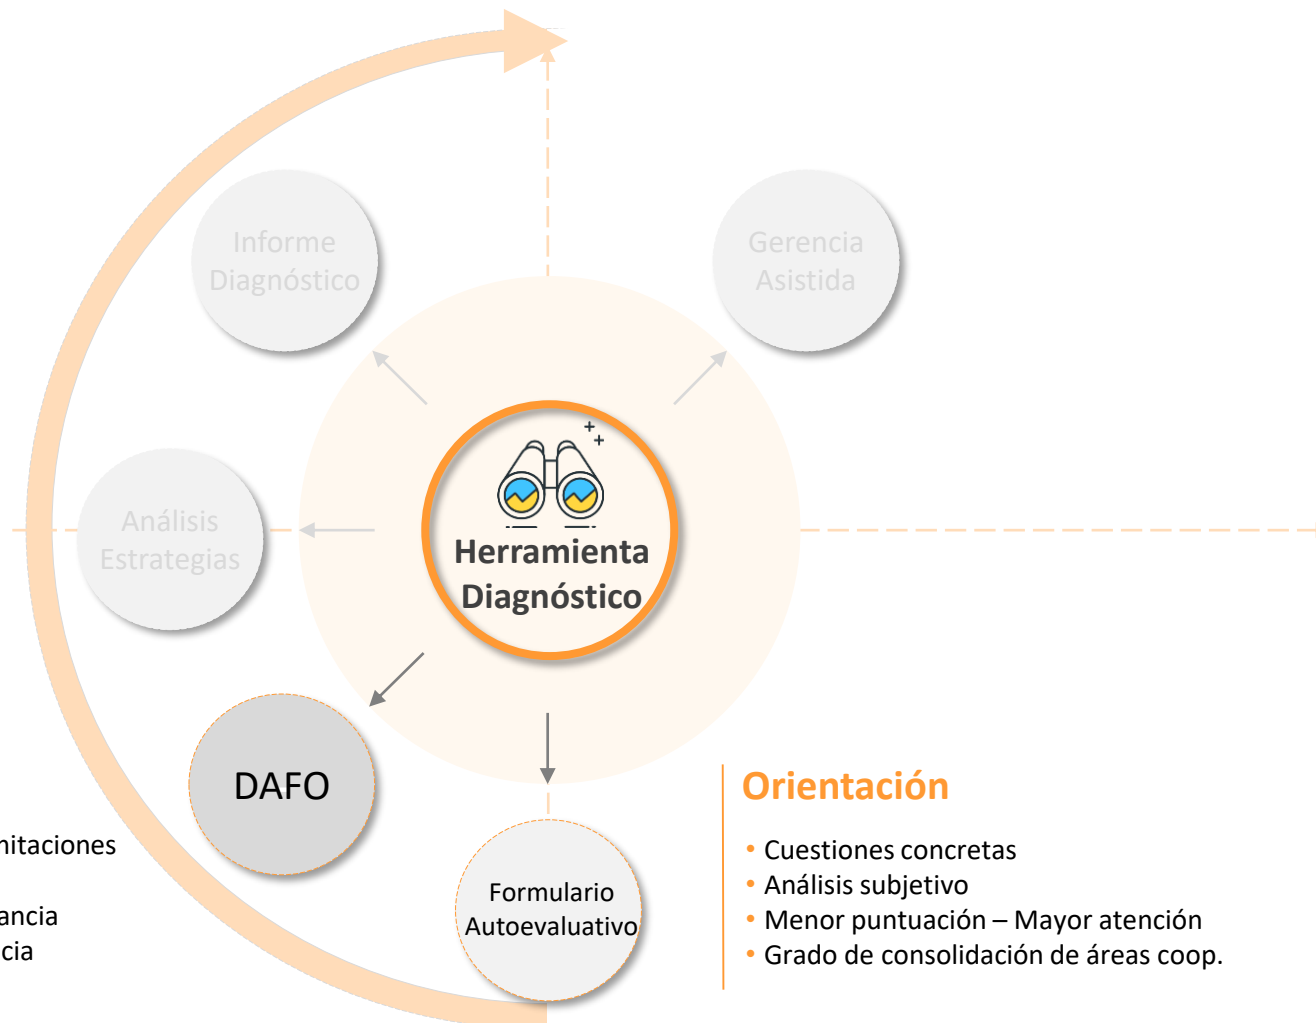 Informe
Diagnóstico
Gerencia
Asistida
Análisis
Estrategias
Herramienta
Diagnóstico
DAFO
Formulario
Autoevaluativo
Orientación
• Cuestiones concretas
• Análisis subjetivo
• Menor puntuación – Mayor atención
• Grado de consolidación de áreas coop.